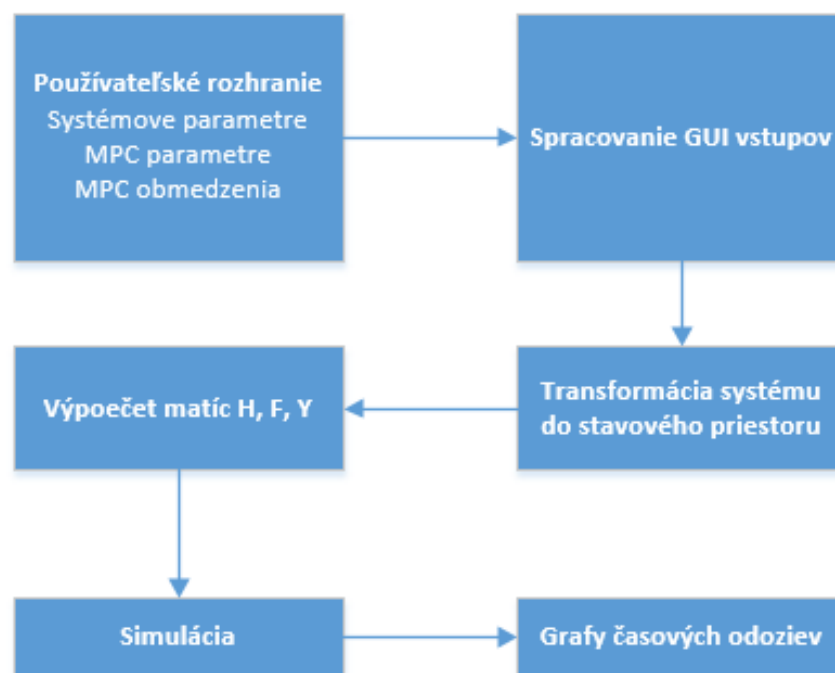 Používateľské rozhranie
Systémove parametre
MPC parametre
MPC obmedzenia
Spracovanie GUI vstupov
Transformácia systému
do stavového priestoru
Výpoečet matíc H, F, Y
Simulácia
Grafy časových odoziev